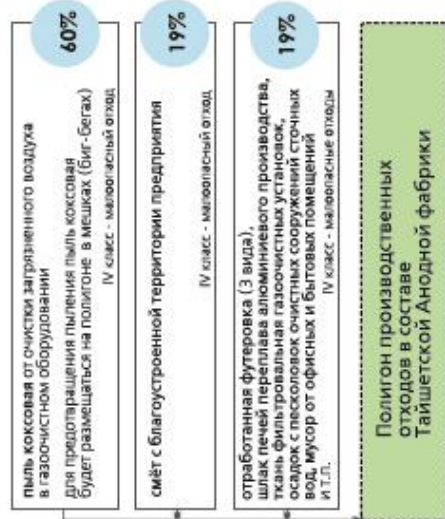 пыль коксовая от очистки загрязненного воздуха
в газоочистном оборудовании
для предотвращения пыления пыль коксовая
будет размещаться на полигоне в мешках (биг-бегах)
IV класс - малоопасный отход
60%
смёт с благоустроенной территории предприятия
IV класс - малоопасный отход
19%
отработанная футеровка (3 вида),
шлак печей переплава алюминиевого производства,
ткань фильтровальная газоочистных установок,
осадок с песколовок очистных сооружений сточных
вод, мусор от офисных и бытовых помещений
и т.п.
IV класс - малоопасные отходы
19%
Полигон производственных
отходов в составе
Тайшетской Анодной фабрики